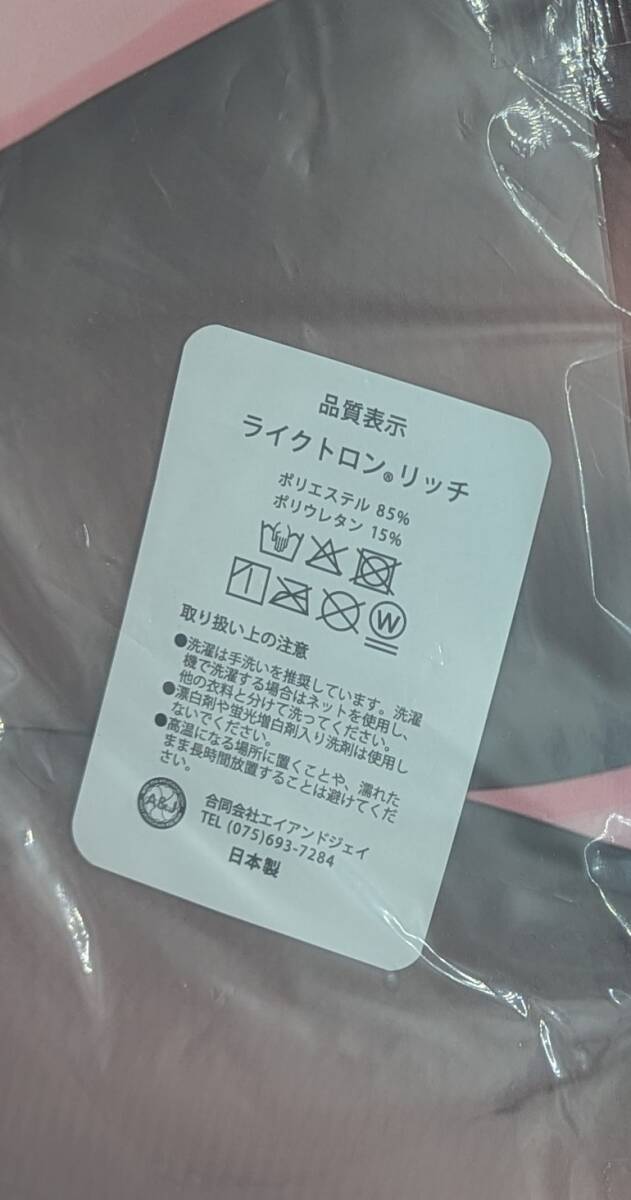 品質表示
ライクトロン®リッチ
ポリエステル 85%
ポリウレタン 15%
W
取り扱い上の注意
●洗濯は手洗いを推奨しています。洗濯
機で洗濯する場合はネットを使用し、
他の衣料と分けて洗ってください。
●漂白剤や蛍光増白剤入り洗剤は使用し
ないでください。
●高温になる場所に置くことや、濡れた
まま長時間放置することは避けてくだ
さい。
A&J
合同会社エイアンドジェイ
TEL (075)693-7284
日本製